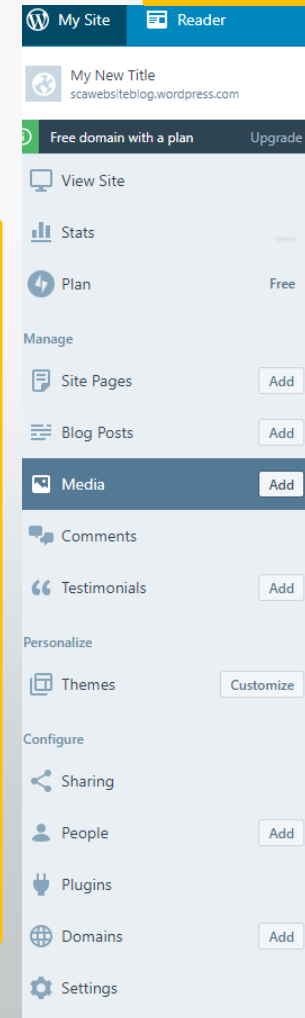 My Site Reader
My New Title
scawebsiteblog.wordpress.com
Free domain with a plan Upgrade
View Site
Stats
Plan Free
Manage
Site Pages Add
Blog Posts Add
Media Add
Comments
Testimonials Add
Personalize
Themes Customize
Configure
Sharing
People Add
Plugins
Domains Add
Settings